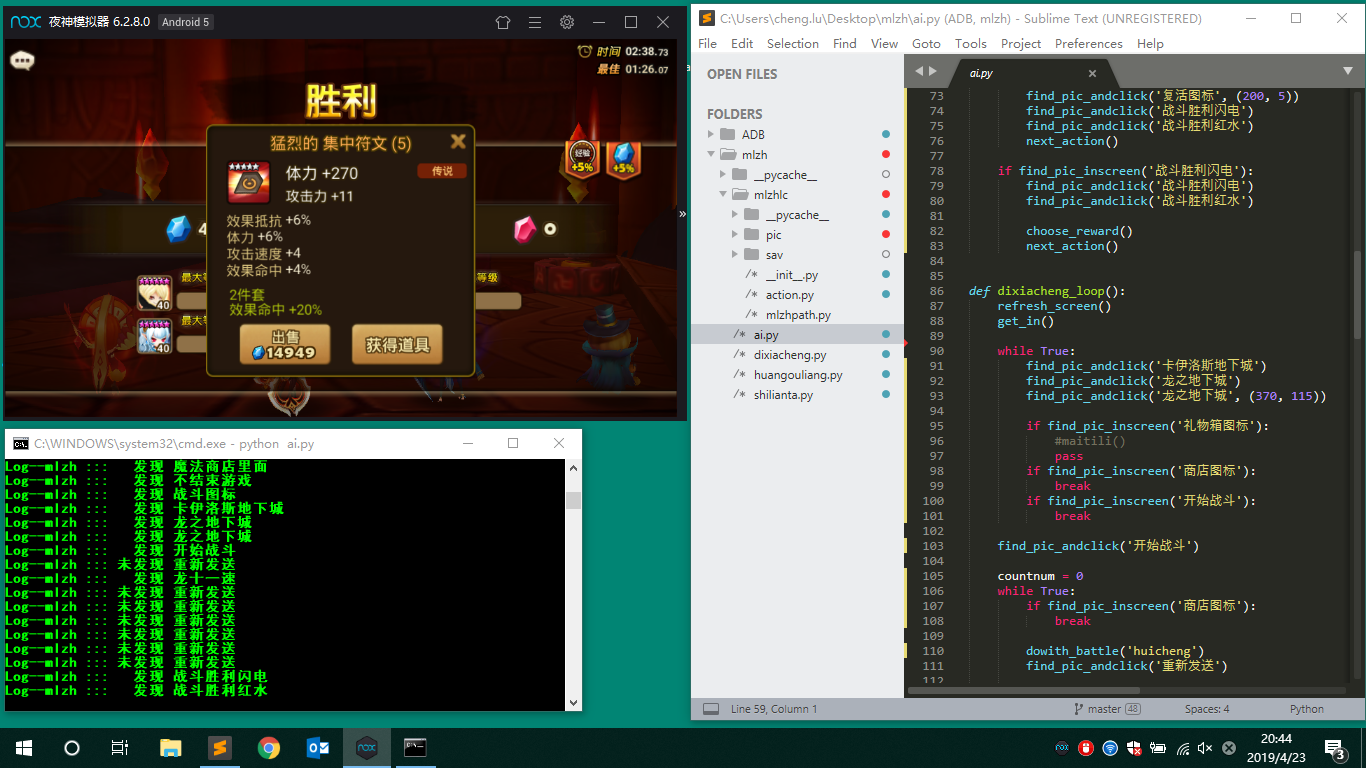 nox 夜神模拟器 6.2.8.0 Android 5
时间 02:38.73
最佳 01:26.07
胜利
猛烈的 集中符文 (5)
体力 +270
传说
攻击力 +11
效果抵抗 +6%
体力 +6%
攻击速度 +4
效果命中 +4%
2件套
效果命中 +20%
出售
14949
获得道具
经验
+5%
+5%
4
0
最大等
40
最大等
40
等级
»
C:\WINDOWS\system32\cmd.exe - python  ai.py
Log--mlzh :::   发现 魔法商店里面
Log--mlzh :::   发现 不结束游戏
Log--mlzh :::   发现 战斗图标
Log--mlzh :::   发现 卡伊洛斯地下城
Log--mlzh :::   发现 龙之地下城
Log--mlzh :::   发现 龙之地下城
Log--mlzh :::   发现 开始战斗
Log--mlzh ::: 未发现 重新发送
Log--mlzh :::   发现 龙十一速
Log--mlzh ::: 未发现 重新发送
Log--mlzh ::: 未发现 重新发送
Log--mlzh ::: 未发现 重新发送
Log--mlzh ::: 未发现 重新发送
Log--mlzh ::: 未发现 重新发送
Log--mlzh ::: 未发现 重新发送
Log--mlzh :::   发现 战斗胜利闪电
Log--mlzh :::   发现 战斗胜利红水
C:\Users\cheng.lu\Desktop\mlzh\ai.py (ADB, mlzh) - Sublime Text (UNREGISTERED)
File Edit Selection Find View Goto Tools Project Preferences Help
OPEN FILES
FOLDERS
ADB
mlzh
__pycache__
mlzhlc
__pycache__
pic
sav
/* __init__.py
/* action.py
/* mlzhpath.py
/* ai.py
/* dixiacheng.py
/* huangouliang.py
/* shilianta.py
ai.py
73 find_pic_andclick('复活图标', (200, 5))
74 find_pic_andclick('战斗胜利闪电')
75 find_pic_andclick('战斗胜利红水')
76 next_action()
77
78 if find_pic_inscreen('战斗胜利闪电'):
79 find_pic_andclick('战斗胜利闪电')
80 find_pic_andclick('战斗胜利红水')
81
82 choose_reward()
83 next_action()
84
85
86 def dixiacheng_loop():
87 refresh_screen()
88 get_in()
89
90 while True:
91 find_pic_andclick('卡伊洛斯地下城')
92 find_pic_andclick('龙之地下城')
93 find_pic_andclick('龙之地下城', (370, 115))
94
95 if find_pic_inscreen('礼物箱图标'):
96 #maitili()
97 pass
98 if find_pic_inscreen('商店图标'):
99 break
100 if find_pic_inscreen('开始战斗'):
101 break
102
103 find_pic_andclick('开始战斗')
104
105 countnum = 0
106 while True:
107 if find_pic_inscreen('商店图标'):
108 break
109
110 dowith_battle('huicheng')
111 find_pic_andclick('重新发送')
112
Line 59, Column 1 master 48 Spaces: 4 Python
20:44
2019/4/23
3